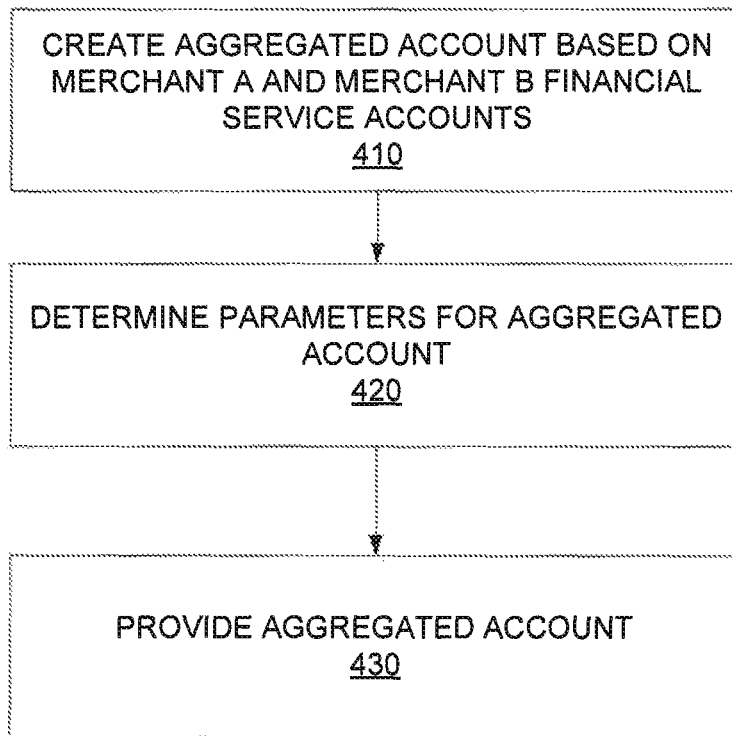 CREATE AGGREGATED ACCOUNT BASED ON
MERCHANT A AND MERCHANT B FINANCIAL
SERVICE ACCOUNTS
410
DETERMINE PARAMETERS FOR AGGREGATED
ACCOUNT
420
PROVIDE AGGREGATED ACCOUNT
430